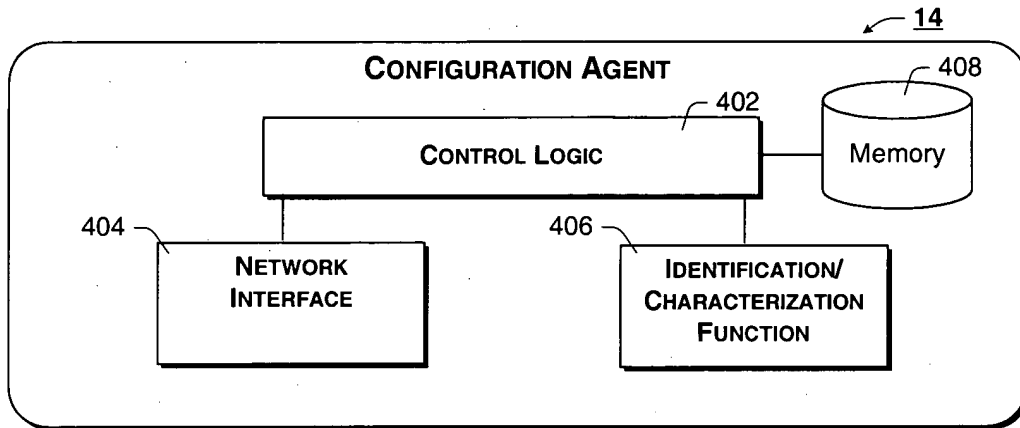 14
CONFIGURATION AGENT
408
402
CONTROL LOGIC
Memory
404
406
NETWORK
INTERFACE
IDENTIFICATION/
CHARACTERIZATION
FUNCTION